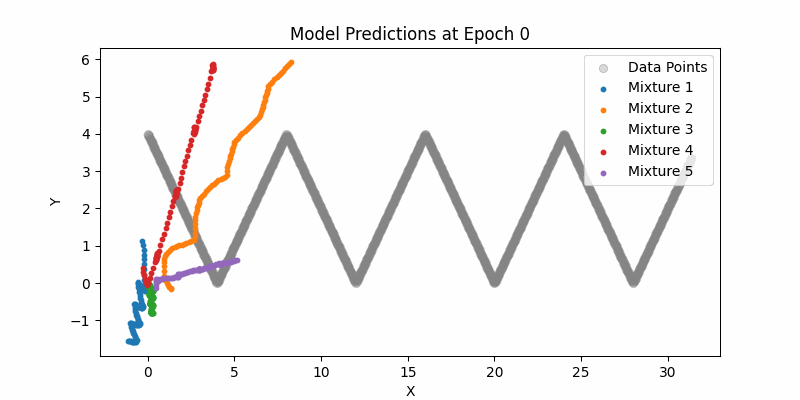 Model Predictions at Epoch 0
Data Points
Mixture 1
Mixture 2
Mixture 3
Mixture 4
Mixture 5
6
5
4
3
2
1
0
−1
Y
0 5 10 15 20 25 30
X